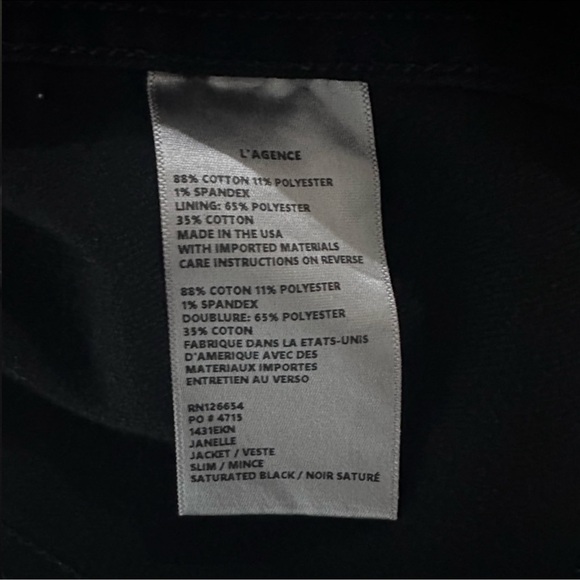 L'AGENCE
88% COTTON 11% POLYESTER
1% SPANDEX
LINING: 65% POLYESTER
35% COTTON
MADE IN THE USA
WITH IMPORTED MATERIALS
CARE INSTRUCTIONS ON REVERSE
88% COTON 11% POLYESTER
1% SPANDEX
DOUBLURE: 65% POLYESTER
35% COTON
FABRIQUE DANS LA ETATS-UNIS
D'AMERIQUE AVEC DES
MATERIAUX IMPORTES
ENTRETIEN AU VERSO
RN126654
PO # 4715
1431EKN
JANELLE
JACKET / VESTE
SLIM / MINCE
SATURATED BLACK / NOIR SATURÉ